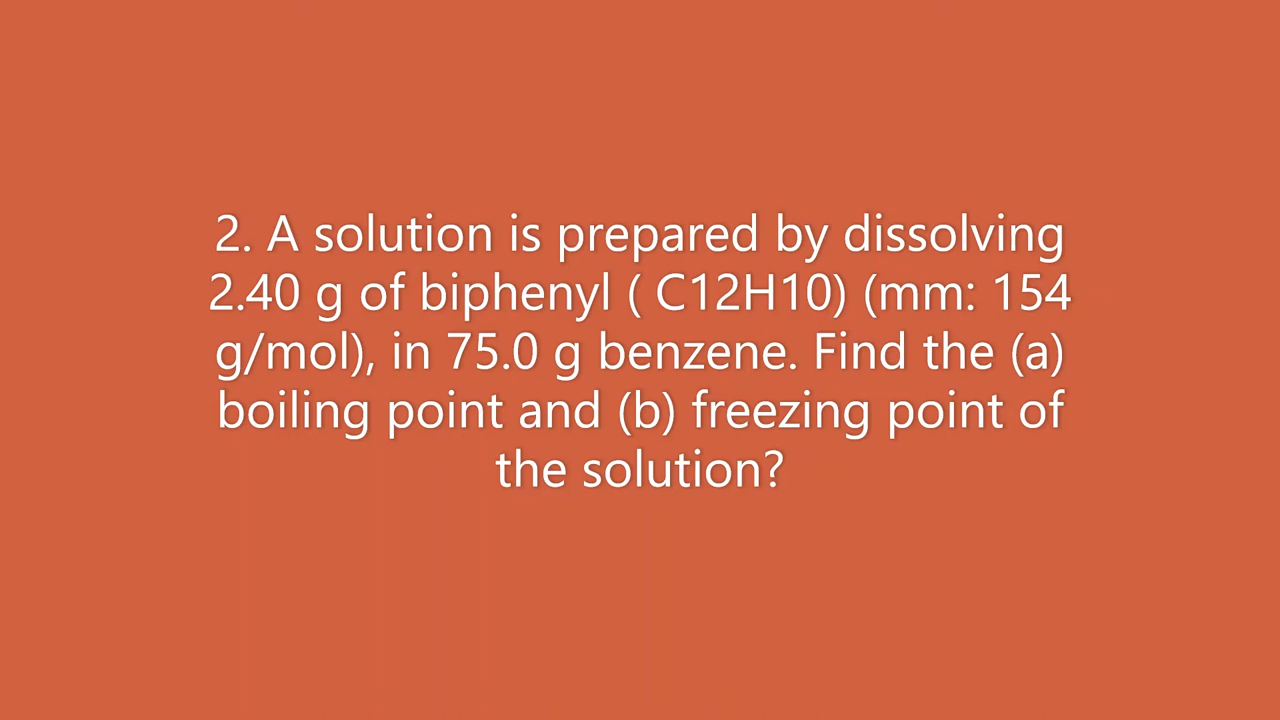 2. A solution is prepared by dissolving
2.40 g of biphenyl ( C12H10) (mm: 154
g/mol), in 75.0 g benzene. Find the (a)
boiling point and (b) freezing point of
the solution?